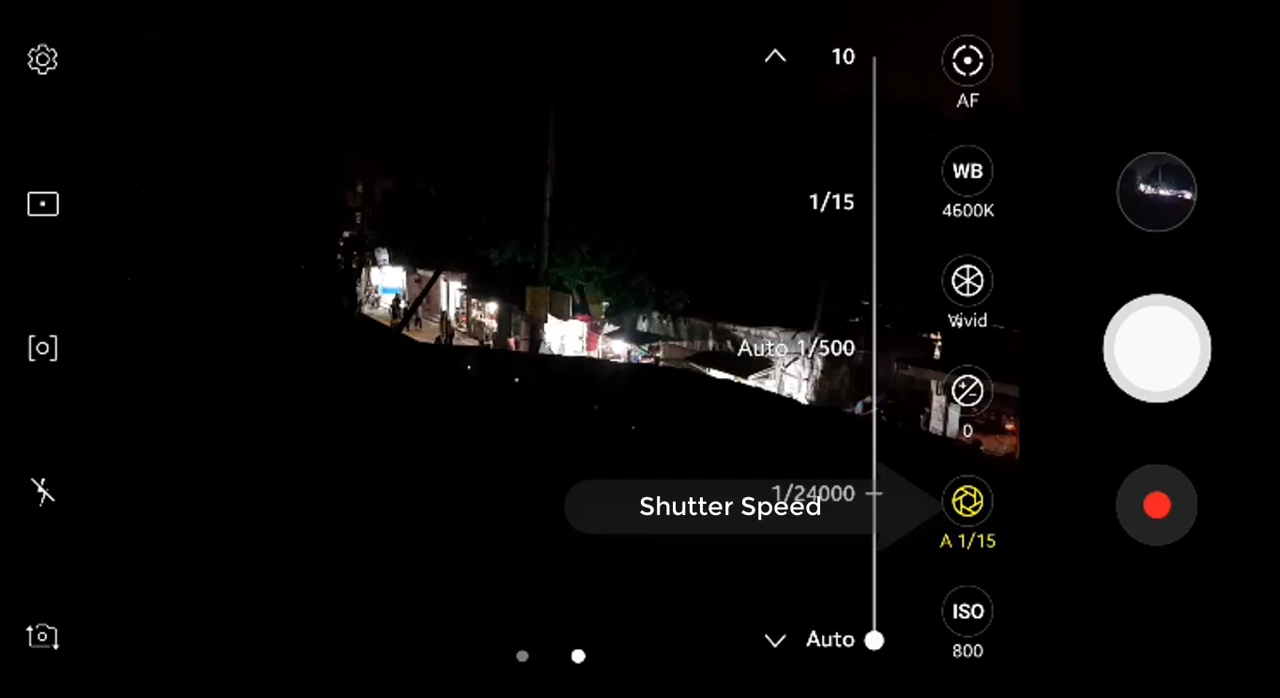 10
AF
1/15
WB
4600K
Vivid
Auto 1/500
0
1/24000
Shutter Speed
A 1/15
Auto
ISO
800